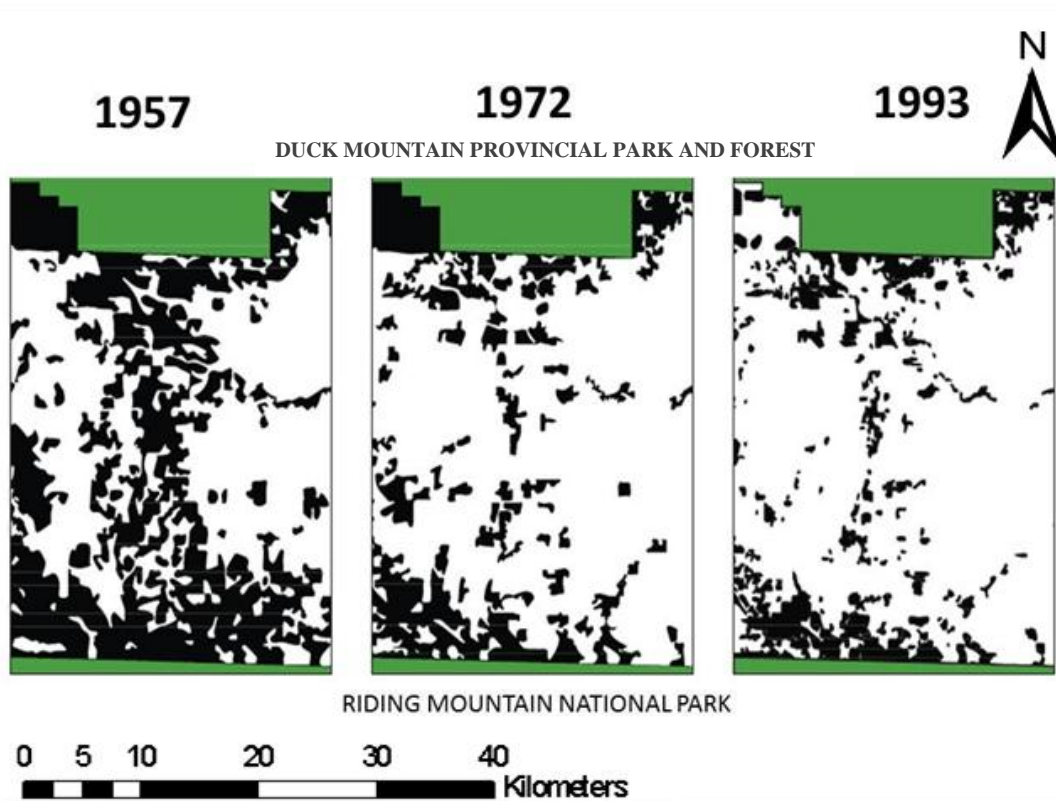 N
1957
1972
1993
DUCK MOUNTAIN PROVINCIAL PARK AND FOREST
RIDING MOUNTAIN NATIONAL PARK
0 5 10 20 30 40
Kilometers